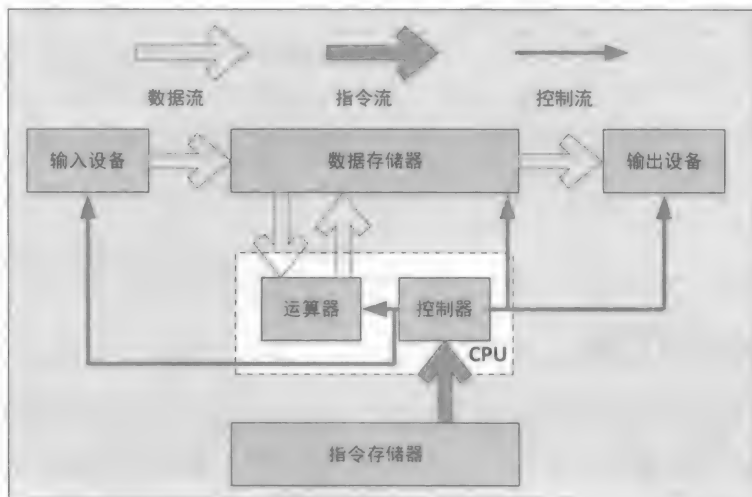 数据流
指令流
控制流
输入设备
数据存储器
输出设备
运算器
控制器
CPU
指令存储器